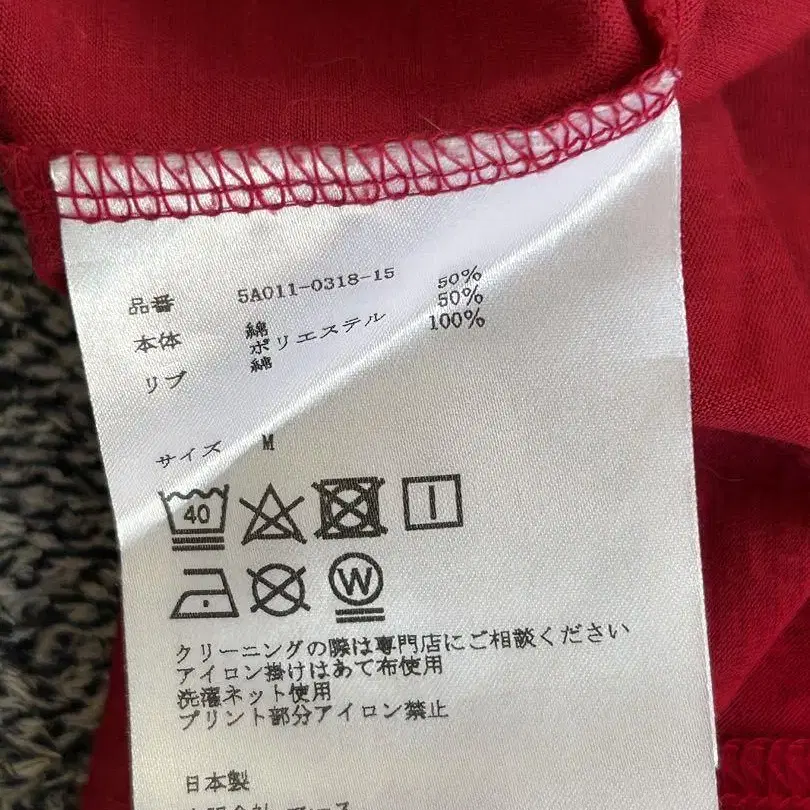 品番 5A011-0318-15
本体 綿 50%
ポリエステル 50%
リブ 綿 100%
サイズ M
40
W
クリーニングの際は専門店にご相談ください
アイロン掛けはあて布使用
洗濯ネット使用
プリント部分アイロン禁止
日本製